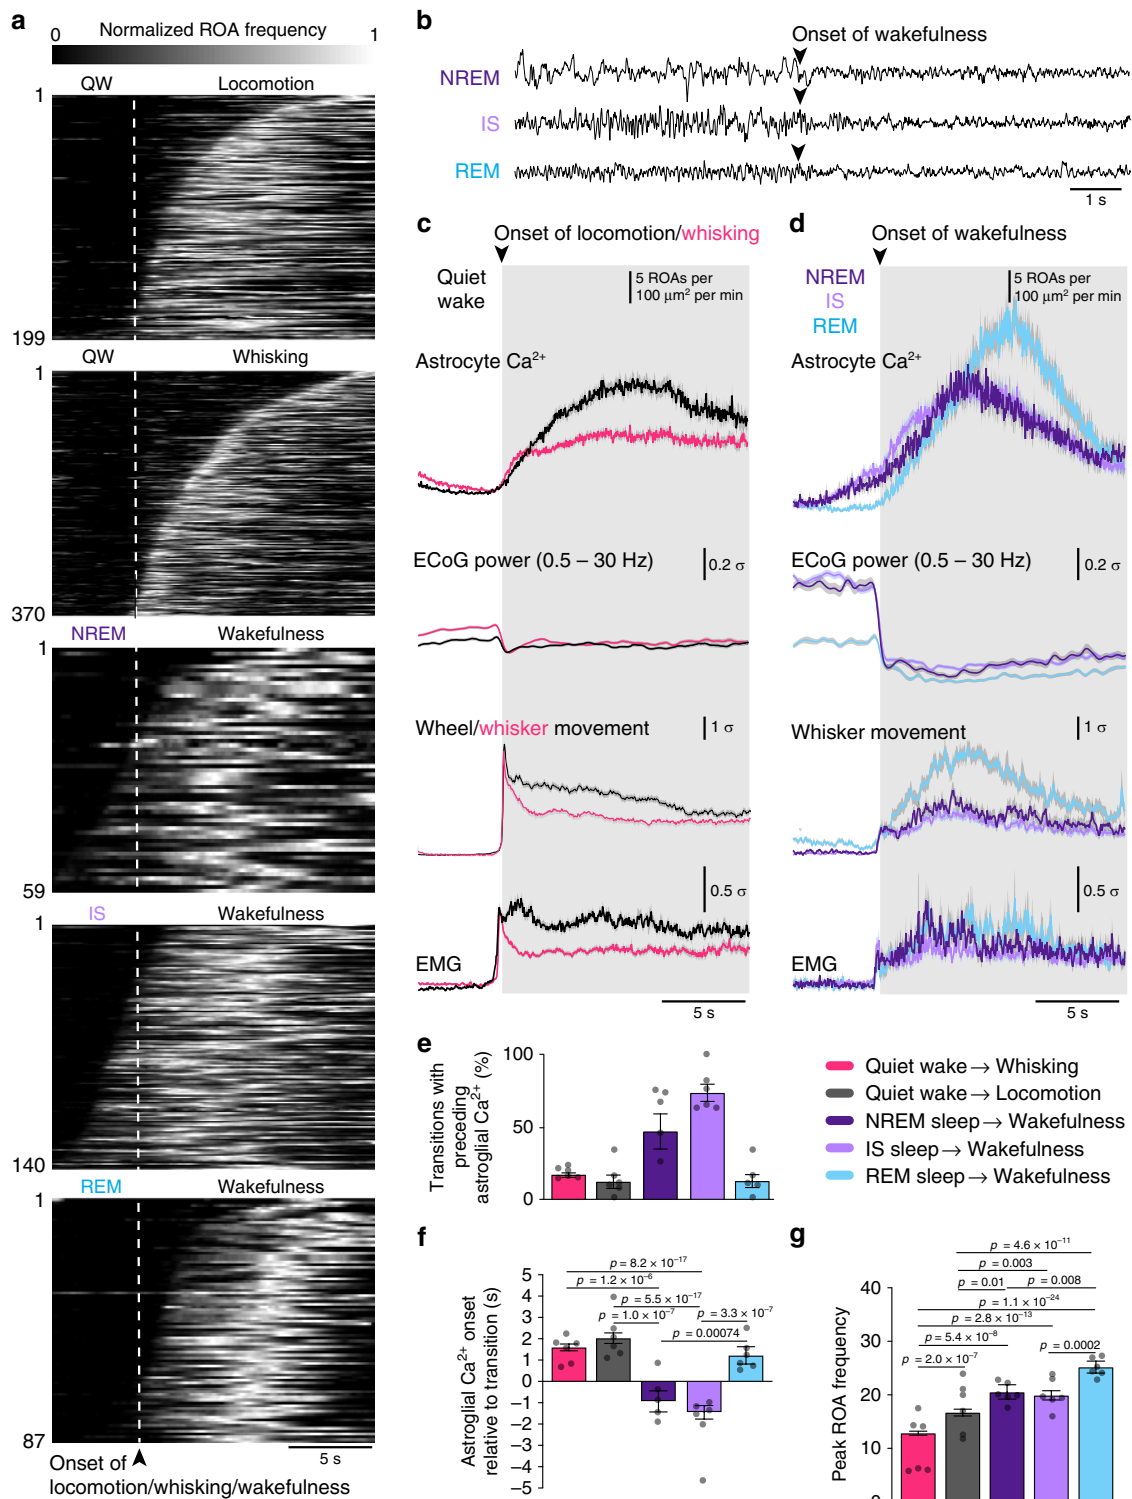 a
Normalized ROA frequency
0 1
QW Locomotion
1
199
QW Whisking
1
370
NREM Wakefulness
1
59
IS Wakefulness
1
140
REM Wakefulness
1
87
5 s
Onset of
locomotion/whisking/wakefulness
b
Onset of wakefulness
NREM
IS
REM
1 s
c
Onset of locomotion/whisking
Quiet
wake
5 ROAs per
100 μm² per min
Astrocyte Ca²⁺
ECoG power (0.5 – 30 Hz)
0.2 σ
Wheel/whisker movement
1 σ
0.5 σ
EMG
5 s
d
Onset of wakefulness
NREM
IS
REM
5 ROAs per
100 μm² per min
Astrocyte Ca²⁺
ECoG power (0.5 – 30 Hz)
0.2 σ
Whisker movement
1 σ
0.5 σ
EMG
5 s
e
Transitions with
preceding
astroglial Ca²⁺ (%)
100
50
0
Quiet wake → Whisking
Quiet wake → Locomotion
NREM sleep → Wakefulness
IS sleep → Wakefulness
REM sleep → Wakefulness
f
Astroglial Ca²⁺ onset
relative to transition (s)
5
4
3
2
1
0
−1
−2
−3
−4
−5
p = 8.2 × 10⁻¹⁷
p = 1.2 × 10⁻⁶
p = 5.5 × 10⁻¹⁷
p = 1.0 × 10⁻⁷
p = 3.3 × 10⁻⁷
p = 0.00074
g
Peak ROA frequency
40
30
20
10
0
p = 4.6 × 10⁻¹¹
p = 0.003
p = 0.01
p = 0.008
p = 1.1 × 10⁻²⁴
p = 2.8 × 10⁻¹³
p = 5.4 × 10⁻⁸
p = 0.0002
p = 2.0 × 10⁻⁷